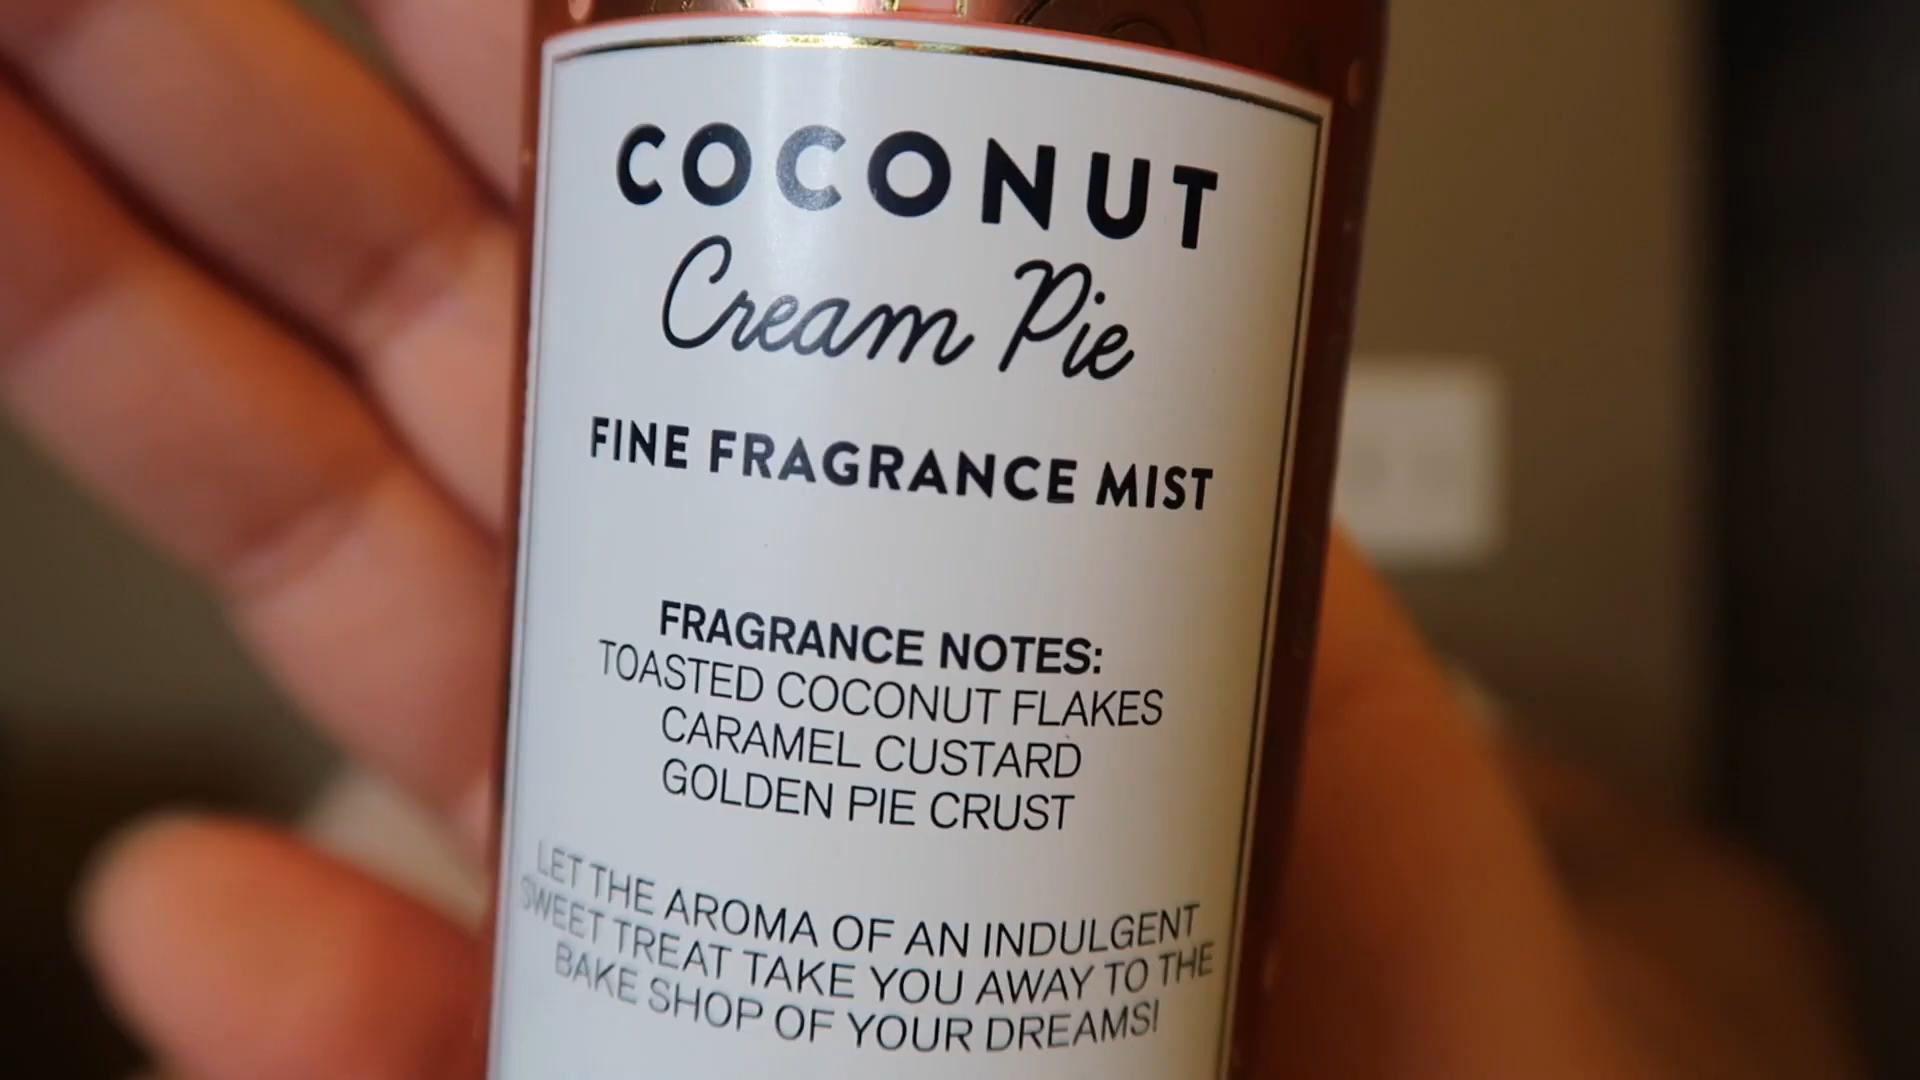 COCONUT
Cream Pie
FINE FRAGRANCE MIST
FRAGRANCE NOTES:
TOASTED COCONUT FLAKES
CARAMEL CUSTARD
GOLDEN PIE CRUST
LET THE AROMA OF AN INDULGENT
SWEET TREAT TAKE YOU AWAY TO THE
BAKE SHOP OF YOUR DREAMS!